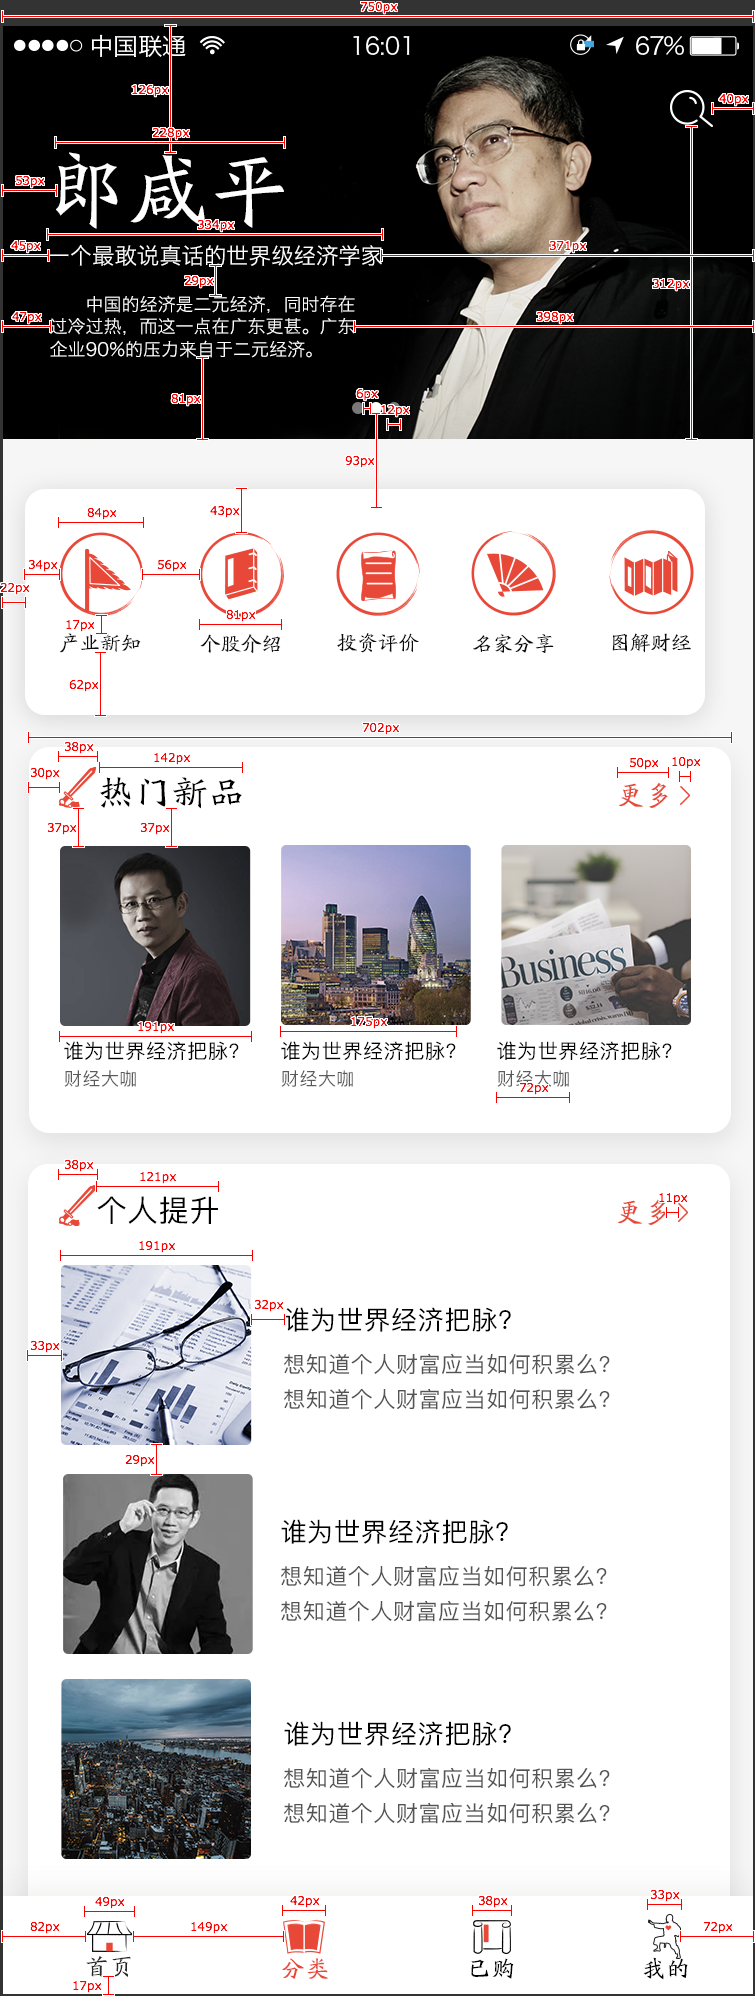 750px
中国联通 16:01 67%
126px
40px
228px
郎咸平
53px
334px
45px
一个最敢说真话的世界级经济学家
371px
29px
312px
中国的经济是二元经济，同时存在
47px
过冷过热，而这一点在广东更甚。广东
398px
企业90%的压力来自于二元经济。
81px
6px
12px
93px
84px
43px
34px
56px
22px
81px
17px
产业新知 个股介绍 投资评价 名家分享 图解财经
62px
702px
38px
142px
30px
50px
10px
热门新品 更多
37px
37px
Business
191px
175px
谁为世界经济把脉？ 谁为世界经济把脉？ 谁为世界经济把脉？
财经大咖 财经大咖 财经大咖
72px
38px
121px
11px
个人提升 更多
191px
32px
谁为世界经济把脉？
33px
想知道个人财富应当如何积累么？
想知道个人财富应当如何积累么？
29px
谁为世界经济把脉？
想知道个人财富应当如何积累么？
想知道个人财富应当如何积累么？
谁为世界经济把脉？
想知道个人财富应当如何积累么？
想知道个人财富应当如何积累么？
49px
42px
38px
33px
82px
149px
72px
首页 分类 已购 我的
17px